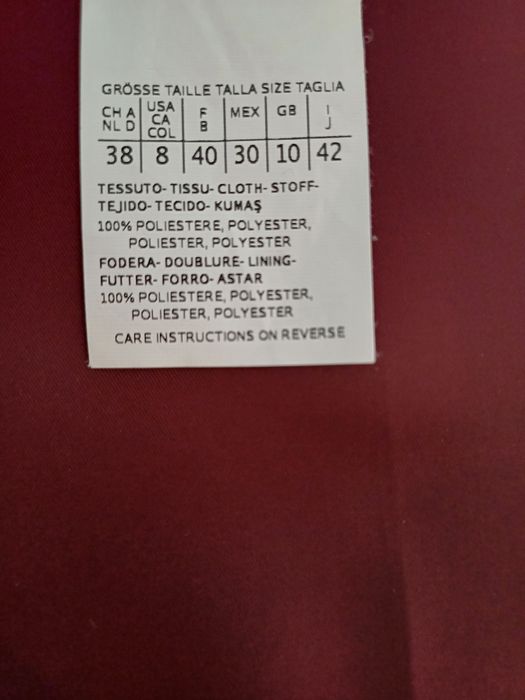 GRÖSSE TAILLE TALLA SIZE TAGLIA
CH A NL D USA CA COL F B MEX GB I J
38 8 40 30 10 42
TESSUTO- TISSU- CLOTH- STOFF-
TEJIDO- TECIDO- KUMAŞ
100% POLIESTERE, POLYESTER,
POLIESTER, POLYESTER
FODERA- DOUBLURE- LINING-
FUTTER- FORRO- ASTAR
100% POLIESTERE, POLYESTER,
POLIESTER, POLYESTER
CARE INSTRUCTIONS ON REVERSE